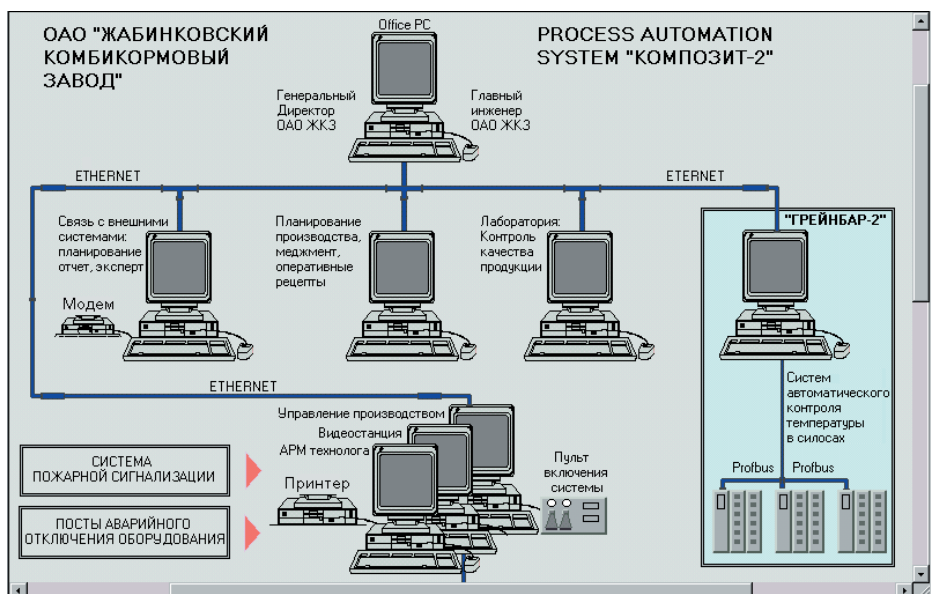 ОАО "ЖАБИНКОВСКИЙ
КОМБИКОРМОВЫЙ
ЗАВОД"
Office PC
PROCESS AUTOMATION
SYSTEM "КОМПОЗИТ-2"
Генеральный
Директор
ОАО ЖКЗ
Главный
инженер
ОАО ЖКЗ
ETHERNET
ETERNET
Связь с внешними
системами:
планирование
отчет, эксперт
Модем
Планирование
производства,
меджмент,
оперативные
рецепты
Лаборатория:
Контроль
качества
продукции
"ГРЕЙНБАР-2"
Систем
автоматического
контроля
температуры
в силосах
Profbus
Profbus
ETHERNET
Управление производством
Видеостанция
АРМ технолога
Принтер
Пульт
включения
системы
СИСТЕМА
ПОЖАРНОЙ СИГНАЛИЗАЦИИ
ПОСТЫ АВАРИЙНОГО
ОТКЛЮЧЕНИЯ ОБОРУДОВАНИЯ